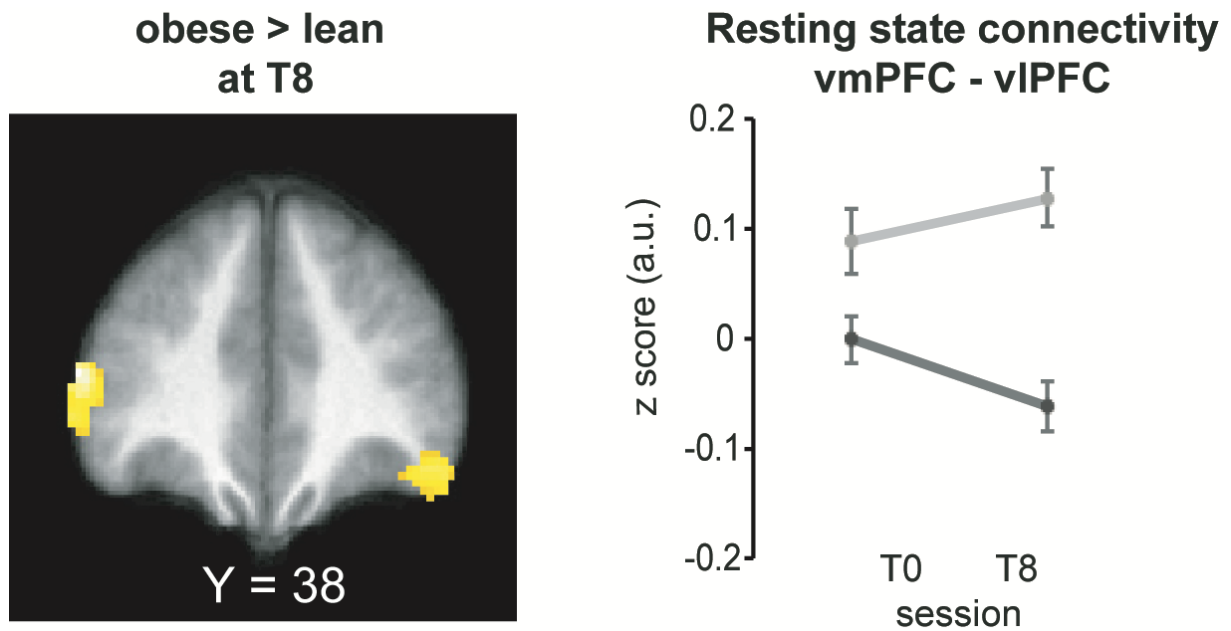 obese > lean
at T8
Y = 38
Resting state connectivity
vmPFC - vlPFC
z score (a.u.)
0.2
0.1
0
-0.1
-0.2
T0 T8
session